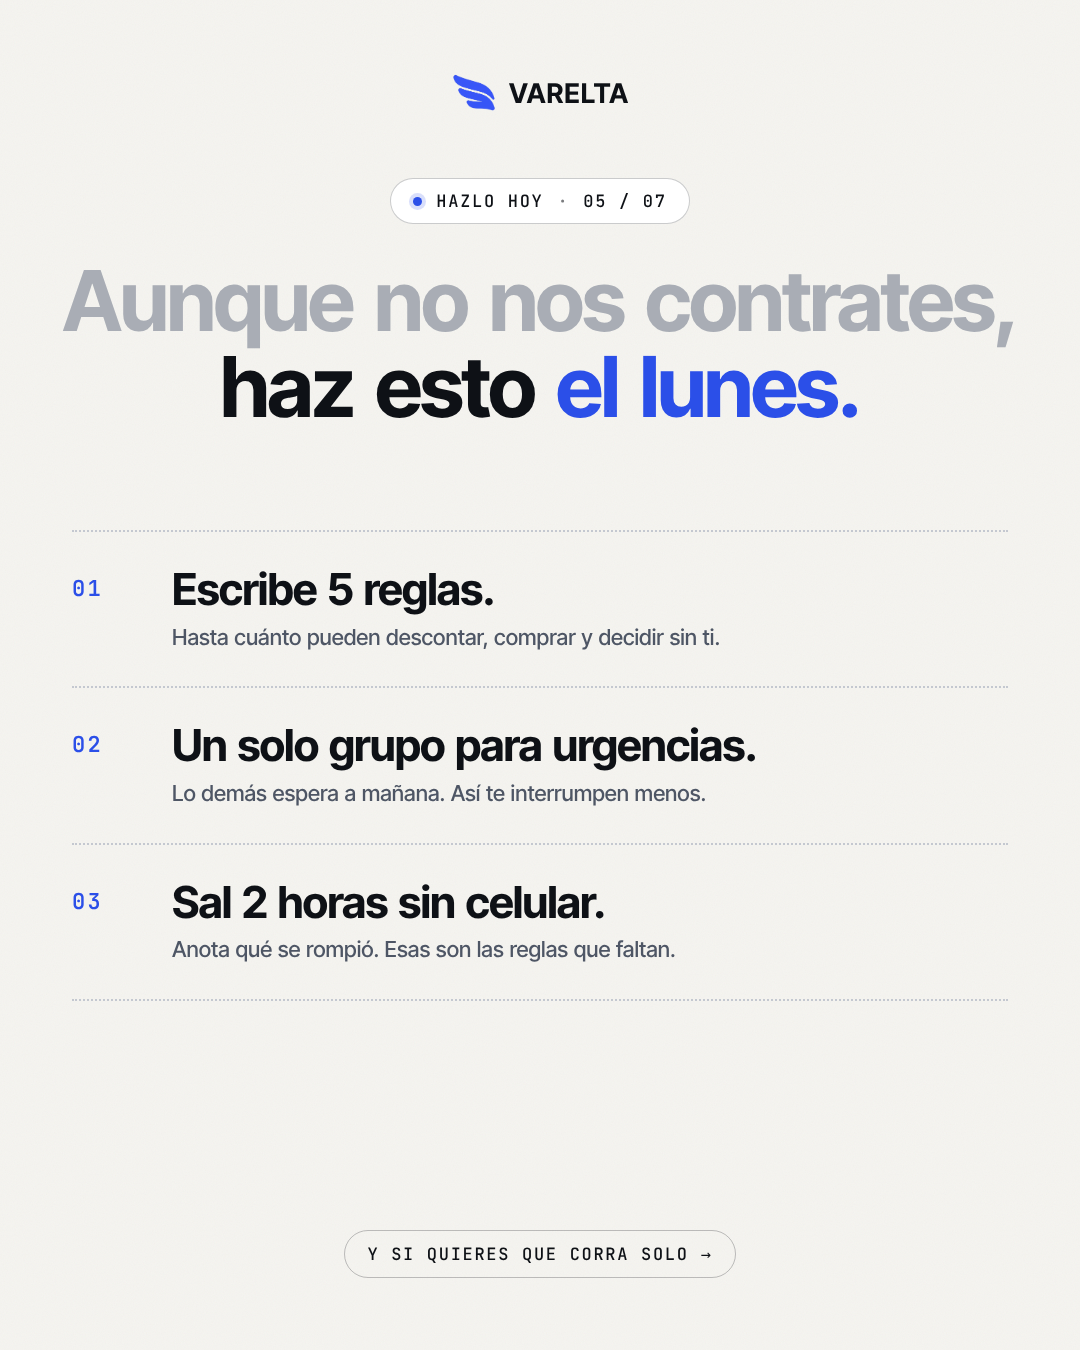 VARELTA
HAZLO HOY · 05 / 07
Aunque no nos contrates,
haz esto el lunes.
01
Escribe 5 reglas.
Hasta cuánto pueden descontar, comprar y decidir sin ti.
02
Un solo grupo para urgencias.
Lo demás espera a mañana. Así te interrumpen menos.
03
Sal 2 horas sin celular.
Anota qué se rompió. Esas son las reglas que faltan.
Y SI QUIERES QUE CORRA SOLO →